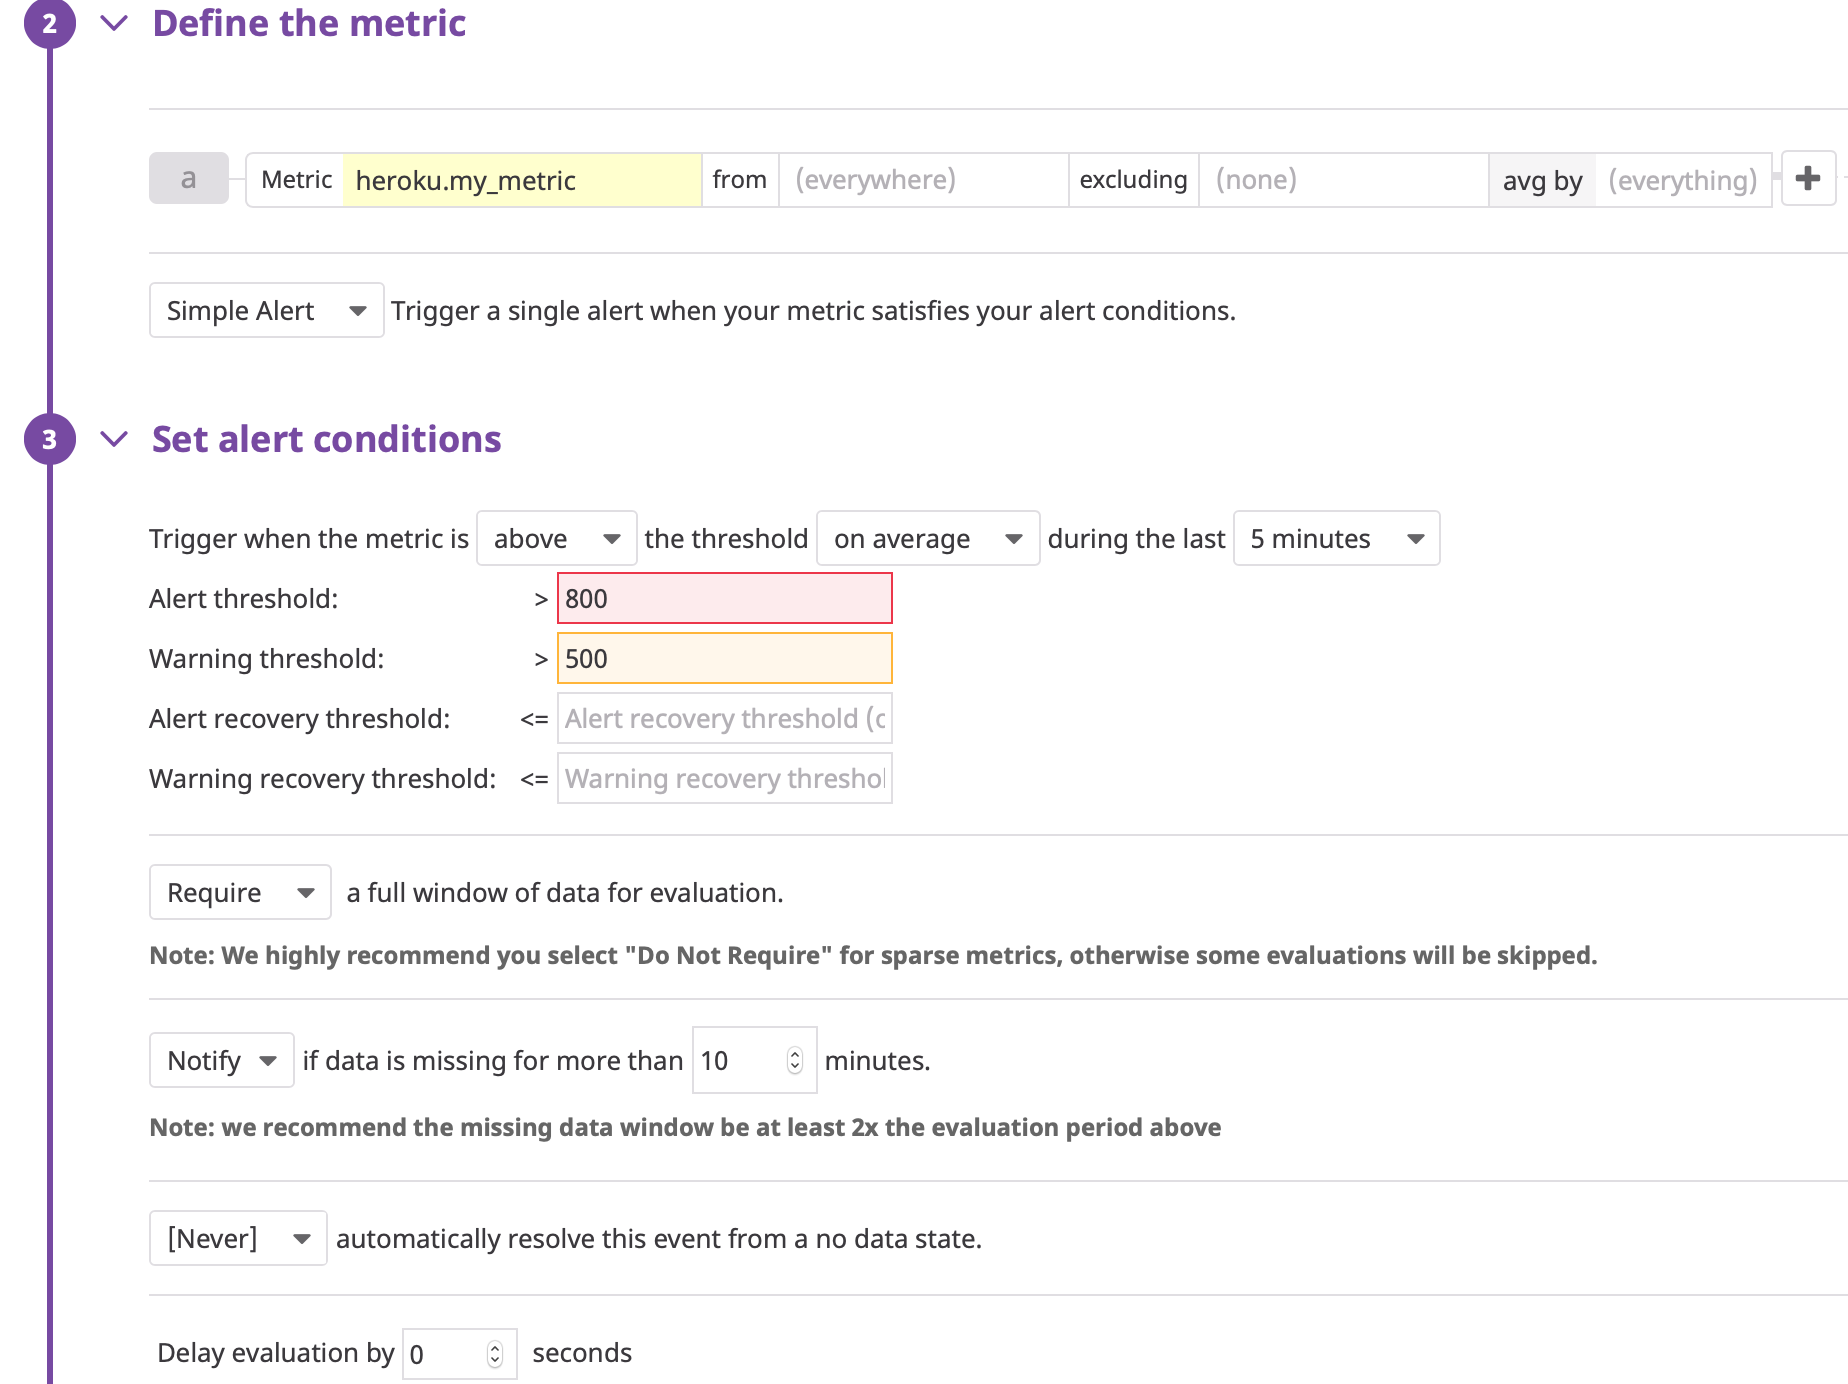 2 Define the metric
a Metric heroku.my_metric from (everywhere) excluding (none) avg by (everything)
Simple Alert Trigger a single alert when your metric satisfies your alert conditions.
3 Set alert conditions
Trigger when the metric is above the threshold on average during the last 5 minutes
Alert threshold: > 800
Warning threshold: > 500
Alert recovery threshold: <= Alert recovery threshold (c
Warning recovery threshold: <= Warning recovery threshol
Require a full window of data for evaluation.
Note: We highly recommend you select "Do Not Require" for sparse metrics, otherwise some evaluations will be skipped.
Notify if data is missing for more than 10 minutes.
Note: we recommend the missing data window be at least 2x the evaluation period above
[Never] automatically resolve this event from a no data state.
Delay evaluation by 0 seconds